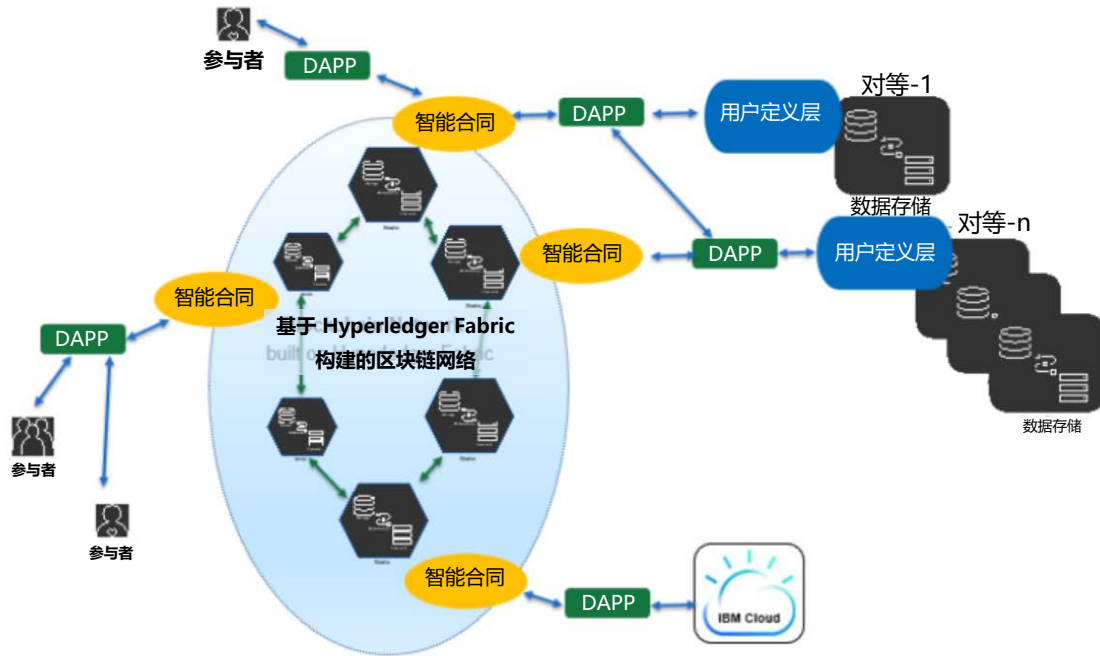 参与者
DAPP
智能合同
DAPP
用户定义层
对等-1
数据存储
智能合同
DAPP
用户定义层
对等-n
数据存储
智能合同
DAPP
参与者
参与者
基于 Hyperledger Fabric
构建的区块链网络
智能合同
DAPP
IBM Cloud